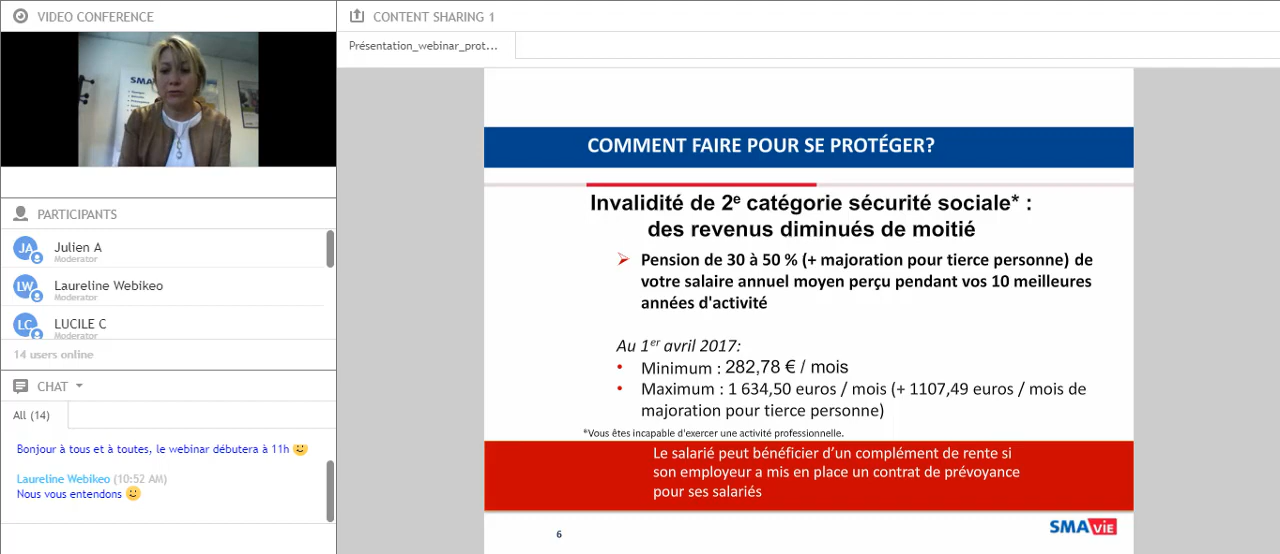 VIDEO CONFERENCE
SMA
PARTICIPANTS
JA
Julien A
Moderator
LW
Laureline Webikeo
Moderator
LC
LUCILE C
Moderator
14 users online
CHAT
All (14)
Bonjour à tous et à toutes, le webinar débutera à 11h
Laureline Webikeo (10:52 AM)
Nous vous entendons
CONTENT SHARING 1
Présentation_webinar_prot...
COMMENT FAIRE POUR SE PROTÉGER?
Invalidité de 2e catégorie sécurité sociale* :
des revenus diminués de moitié
Pension de 30 à 50 % (+ majoration pour tierce personne) de
votre salaire annuel moyen perçu pendant vos 10 meilleures
années d'activité
Au 1er avril 2017:
• Minimum : 282,78 € / mois
• Maximum : 1 634,50 euros / mois (+ 1107,49 euros / mois de
majoration pour tierce personne)
*Vous êtes incapable d'exercer une activité professionnelle.
Le salarié peut bénéficier d’un complément de rente si
son employeur a mis en place un contrat de prévoyance
pour ses salariés
6
SMA VIE